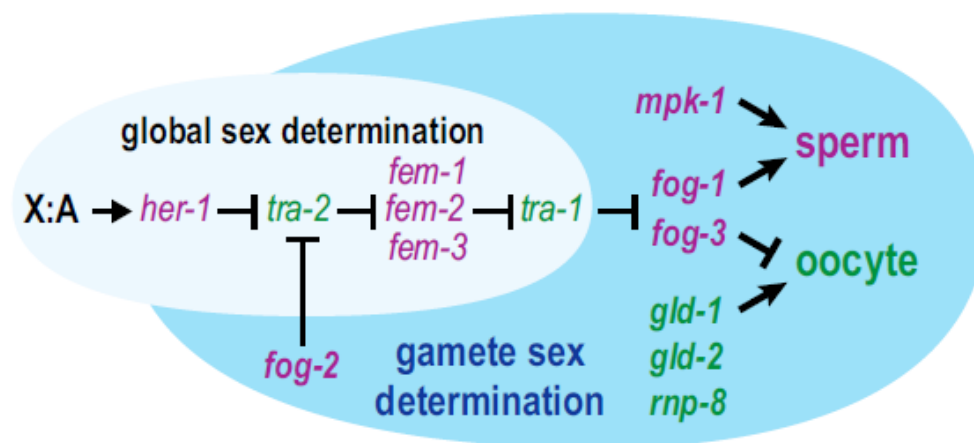 global sex determination
X:A
her-1
tra-2
fem-1
fem-2
fem-3
tra-1
fog-2
gamete sex
determination
mpk-1
fog-1
fog-3
gld-1
gld-2
rnp-8
sperm
oocyte